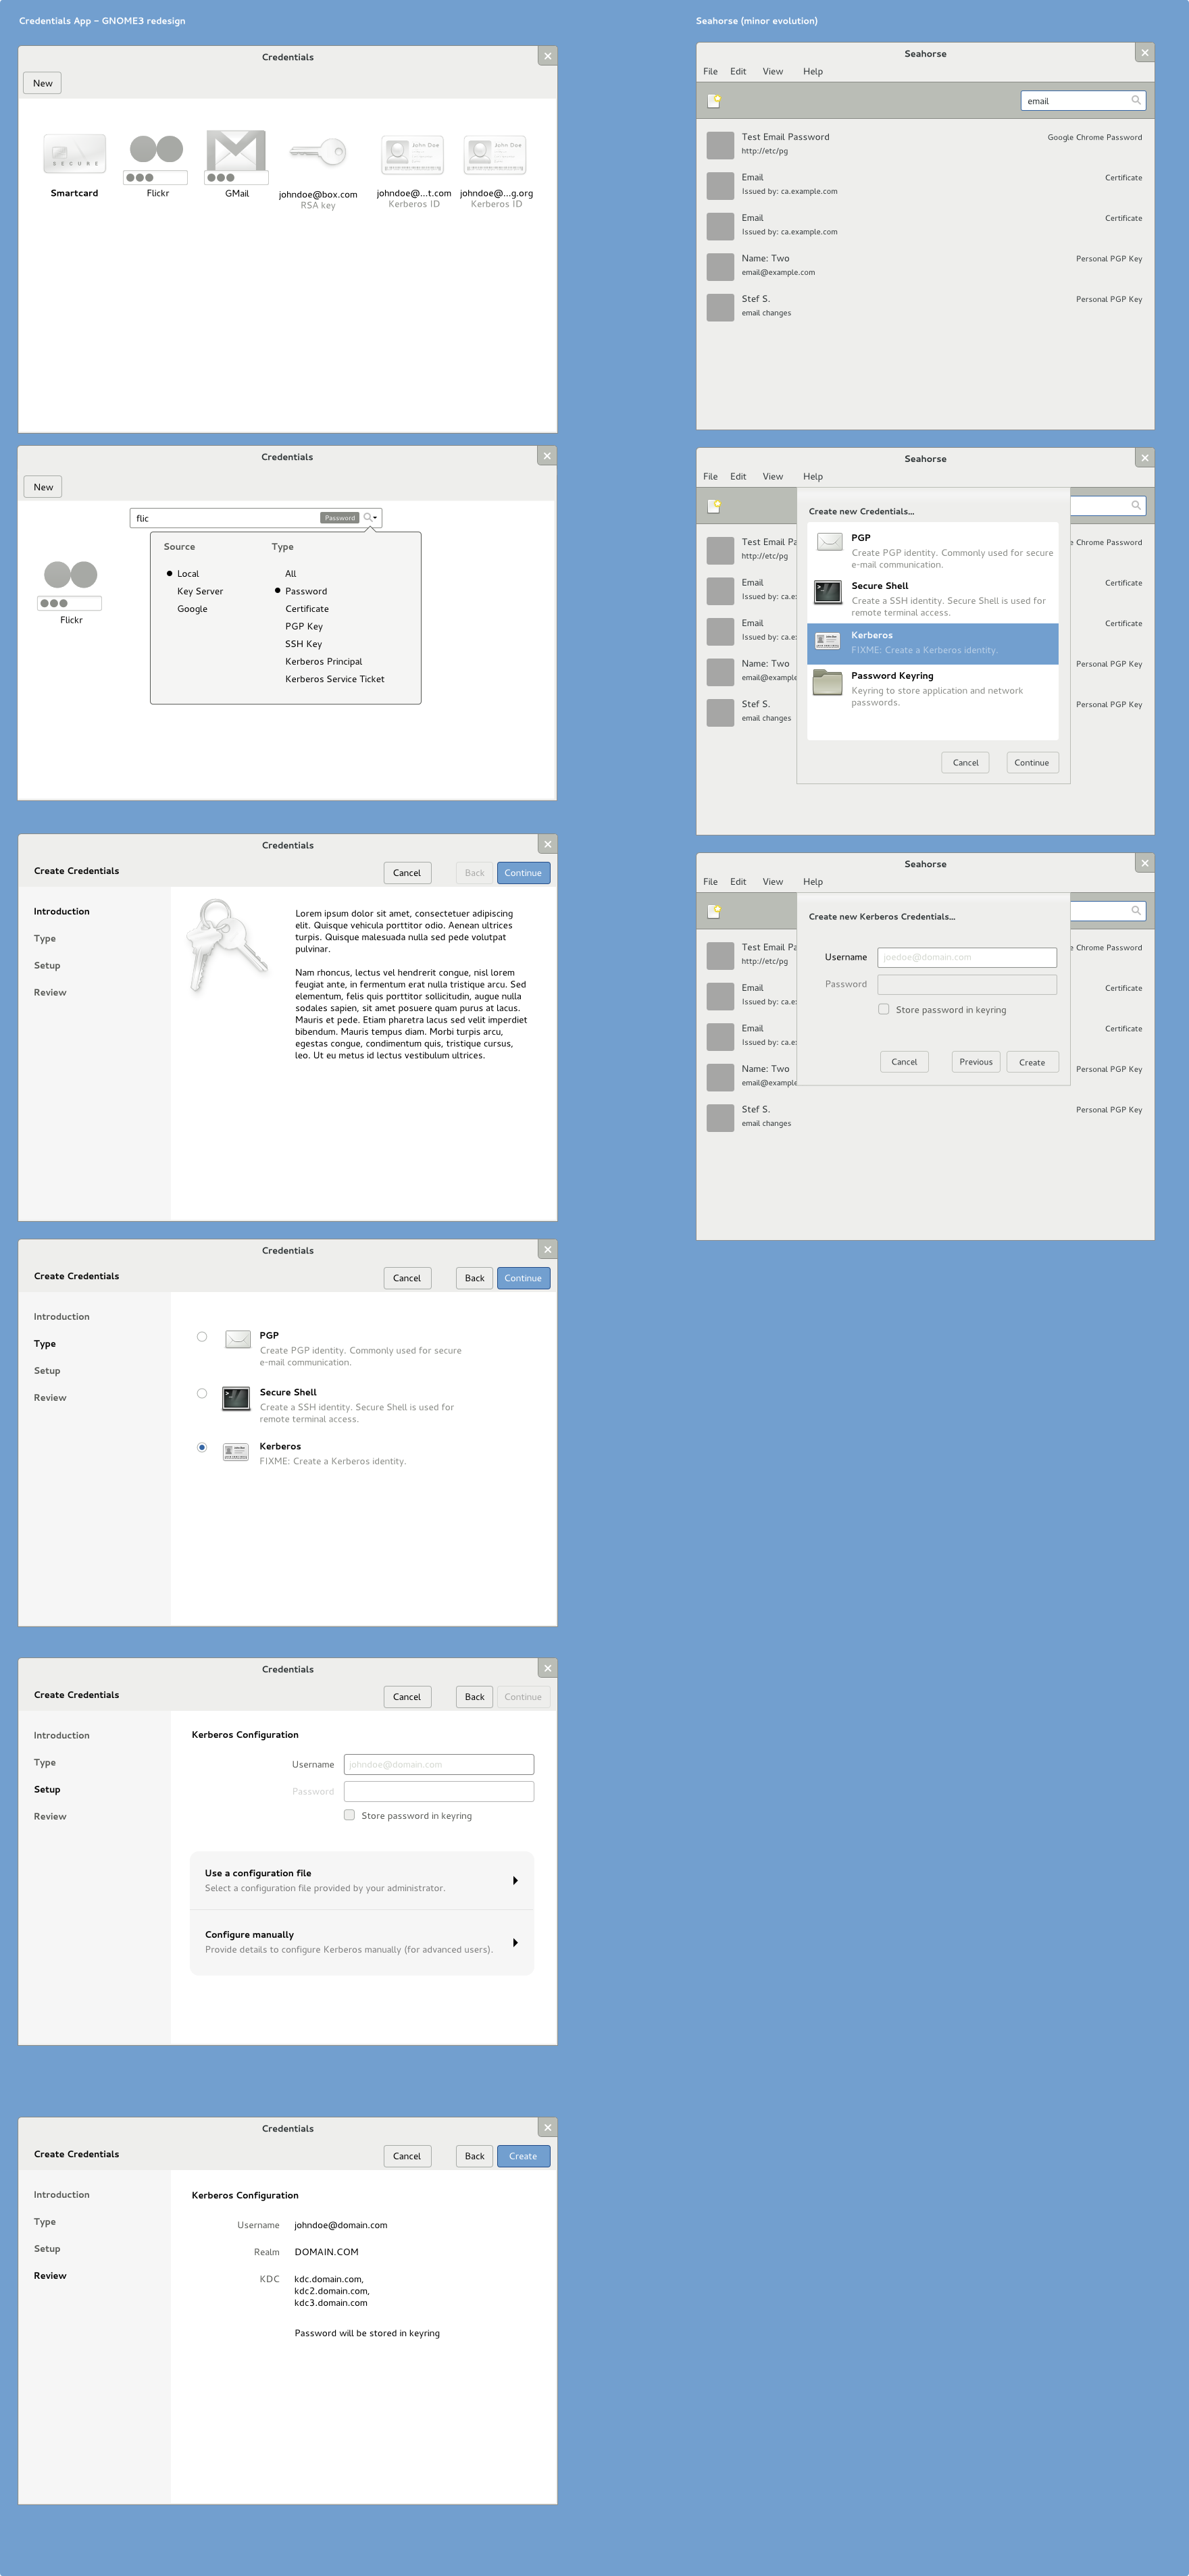 Credentials App – GNOME3 redesign
Credentials
New
SECURE
John Doe
John Doe
Smartcard
Flickr
GMail
johndoe@box.com
RSA key
johndoe@...t.com
Kerberos ID
johndoe@...g.org
Kerberos ID
Credentials
New
flic
Password
Source
Type
Local
Key Server
Google
All
Password
Certificate
PGP Key
SSH Key
Kerberos Principal
Kerberos Service Ticket
Flickr
Credentials
Create Credentials
Cancel
Back
Continue
Introduction
Type
Setup
Review
Lorem ipsum dolor sit amet, consectetuer adipiscing
elit. Quisque vehicula porttitor odio. Aenean ultrices
turpis. Quisque malesuada nulla sed pede volutpat
pulvinar.
Nam rhoncus, lectus vel hendrerit congue, nisl lorem
feugiat ante, in fermentum erat nulla tristique arcu. Sed
elementum, felis quis porttitor sollicitudin, augue nulla
sodales sapien, sit amet posuere quam purus at lacus.
Mauris et pede. Etiam pharetra lacus sed velit imperdiet
bibendum. Mauris tempus diam. Morbi turpis arcu,
egestas congue, condimentum quis, tristique cursus,
leo. Ut eu metus id lectus vestibulum ultrices.
Credentials
Create Credentials
Cancel
Back
Continue
Introduction
Type
Setup
Review
PGP
Create PGP identity. Commonly used for secure
e-mail communication.
Secure Shell
Create a SSH identity. Secure Shell is used for
remote terminal access.
Kerberos
FIXME: Create a Kerberos identity.
Credentials
Create Credentials
Cancel
Back
Continue
Introduction
Type
Setup
Review
Kerberos Configuration
Username
johndoe@domain.com
Password
Store password in keyring
Use a configuration file
Select a configuration file provided by your administrator.
Configure manually
Provide details to configure Kerberos manually (for advanced users).
Credentials
Create Credentials
Cancel
Back
Create
Introduction
Type
Setup
Review
Kerberos Configuration
Username
johndoe@domain.com
Realm
DOMAIN.COM
KDC
kdc.domain.com,
kdc2.domain.com,
kdc3.domain.com
Password will be stored in keyring
Seahorse (minor evolution)
Seahorse
File Edit View Help
email
Test Email Password
Google Chrome Password
http://etc/pg
Email
Certificate
Issued by: ca.example.com
Email
Certificate
Issued by: ca.example.com
Name: Two
Personal PGP Key
email@example.com
Stef S.
Personal PGP Key
email changes
Seahorse
File Edit View Help
Test Email Pa
e Chrome Password
http://etc/pg
Email
Certificate
Issued by: ca.e
Email
Certificate
Issued by: ca.e
Name: Two
Personal PGP Key
email@example
Stef S.
Personal PGP Key
email changes
Create new Credentials...
PGP
Create PGP identity. Commonly used for secure
e-mail communication.
Secure Shell
Create a SSH identity. Secure Shell is used for
remote terminal access.
Kerberos
FIXME: Create a Kerberos identity.
Password Keyring
Keyring to store application and network
passwords.
Cancel
Continue
Seahorse
File Edit View Help
Test Email Pa
e Chrome Password
http://etc/pg
Email
Certificate
Issued by: ca.e
Email
Certificate
Issued by: ca.e
Name: Two
Personal PGP Key
email@example
Stef S.
Personal PGP Key
email changes
Create new Kerberos Credentials...
Username
joedoe@domain.com
Password
Store password in keyring
Cancel
Previous
Create